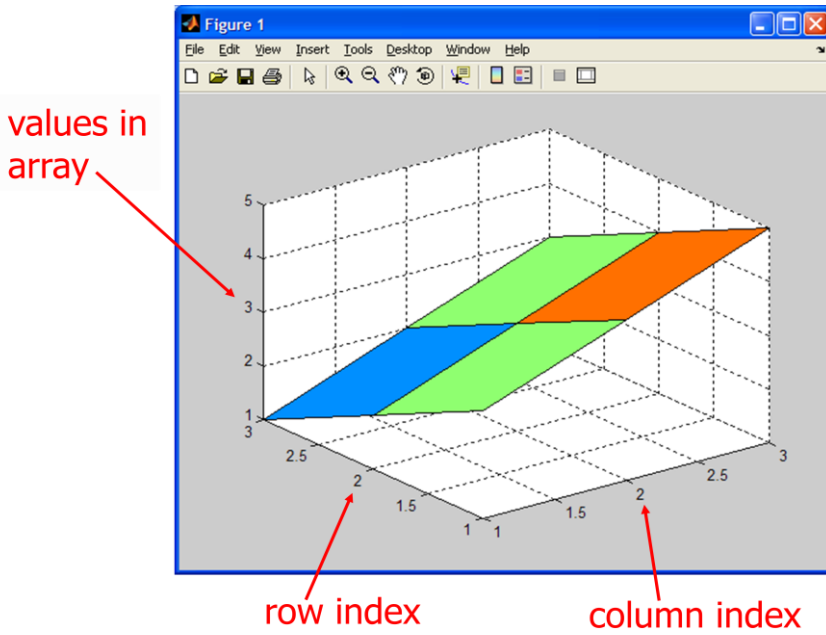 Figure 1
File Edit View Insert Tools Desktop Window Help
values in
array
5
4
3
2
1
3
2.5
2
1.5
1
1
1.5
2
2.5
3
row index
column index